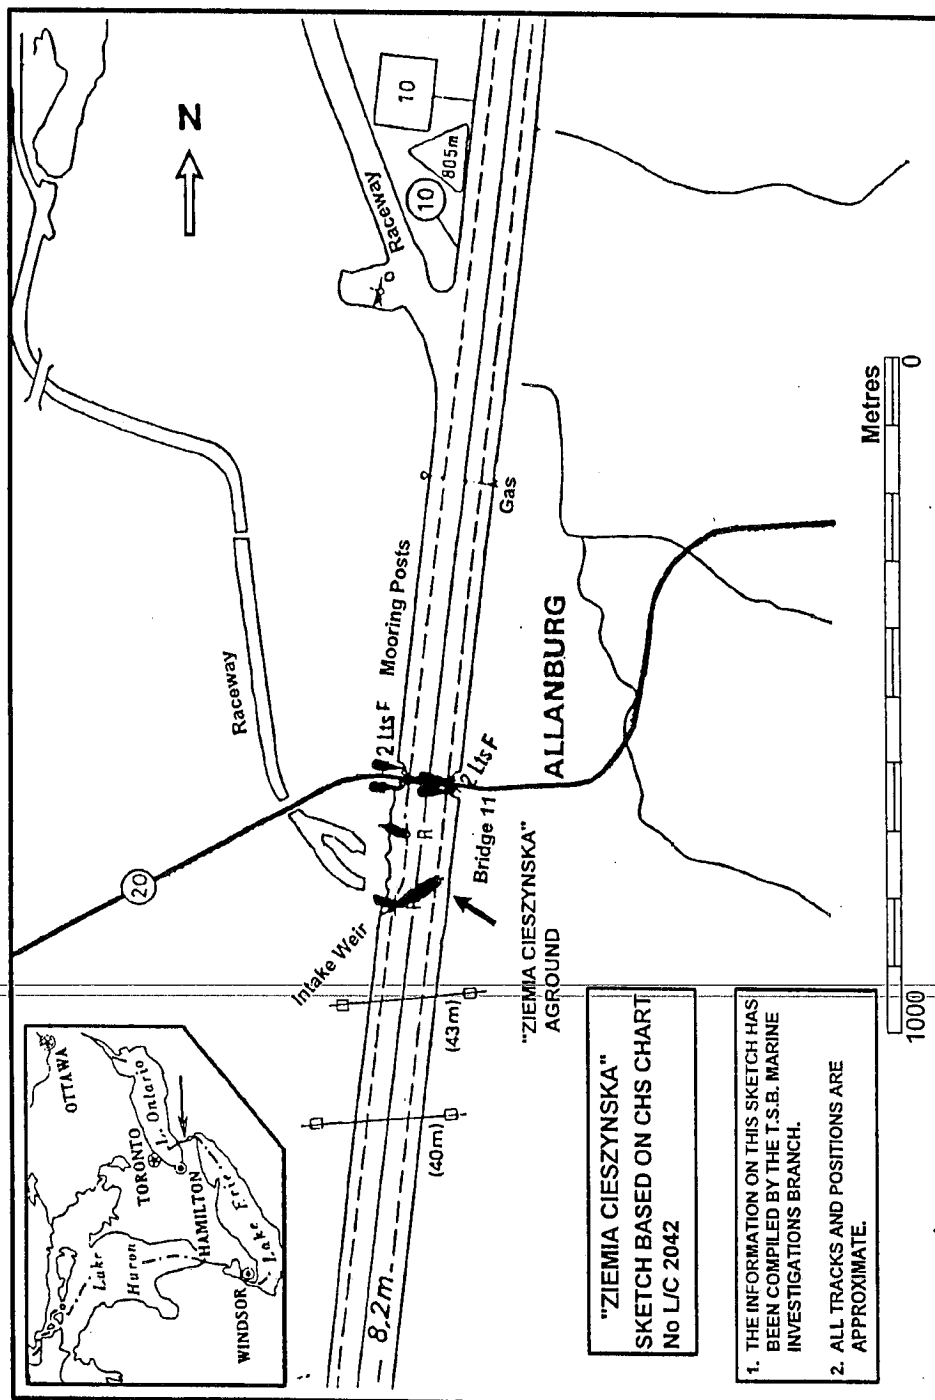 OTTAWA
TORONTO
L. Ontario
HAMILTON
Lake Erie
Lake
Huron
WINDSOR
N
10
805m
10
Raceway
Raceway
Mooring Posts
Gas
2 Lts F
2 Lts F
R
R
20
Bridge 11
ALLANBURG
Intake Weir
"ZIEMIA CIESZYNSKA"
AGROUND
(43m)
(40m)
8,2m
Metres
0
1000
"ZIEMIA CIESZYNSKA"
SKETCH BASED ON CHS CHART
No L/C 2042
1. THE INFORMATION ON THIS SKETCH HAS
BEEN COMPILED BY THE T.S.B. MARINE
INVESTIGATIONS BRANCH.
2. ALL TRACKS AND POSITIONS ARE
APPROXIMATE.